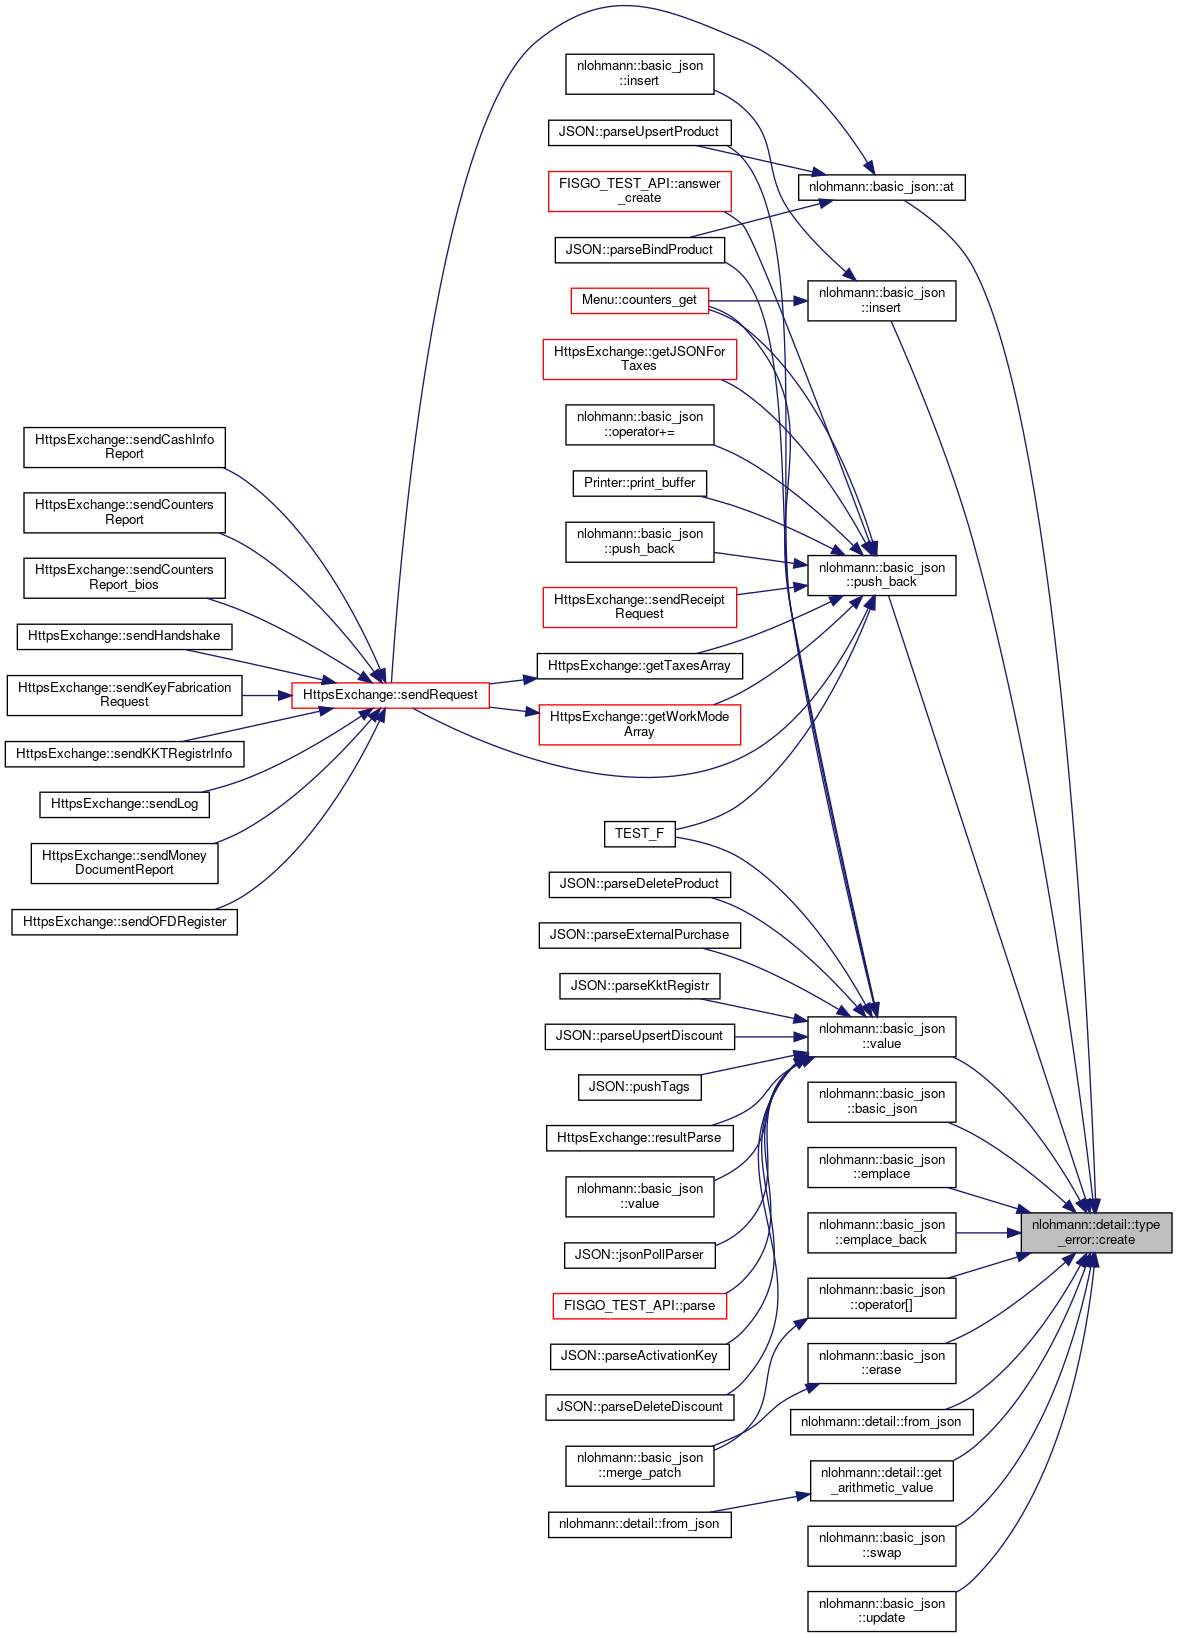 nlohmann::basic_json
::insert
JSON::parseUpsertProduct
FISGO_TEST_API::answer
_create
JSON::parseBindProduct
Menu::counters_get
HttpsExchange::getJSONFor
Taxes
nlohmann::basic_json
::operator+=
Printer::print_buffer
nlohmann::basic_json
::push_back
HttpsExchange::sendReceipt
Request
HttpsExchange::getTaxesArray
HttpsExchange::getWorkMode
Array
TEST_F
JSON::parseDeleteProduct
JSON::parseExternalPurchase
JSON::parseKktRegistr
JSON::parseUpsertDiscount
JSON::pushTags
HttpsExchange::resultParse
nlohmann::basic_json
::value
JSON::jsonPollParser
FISGO_TEST_API::parse
JSON::parseActivationKey
JSON::parseDeleteDiscount
nlohmann::basic_json
::merge_patch
nlohmann::detail::from_json
HttpsExchange::sendCashInfo
Report
HttpsExchange::sendCounters
Report
HttpsExchange::sendCounters
Report_bios
HttpsExchange::sendHandshake
HttpsExchange::sendKeyFabrication
Request
HttpsExchange::sendKKTRegistrInfo
HttpsExchange::sendLog
HttpsExchange::sendMoney
DocumentReport
HttpsExchange::sendOFDRegister
HttpsExchange::sendRequest
nlohmann::basic_json::at
nlohmann::basic_json
::insert
nlohmann::basic_json
::push_back
nlohmann::basic_json
::value
nlohmann::basic_json
::basic_json
nlohmann::basic_json
::emplace
nlohmann::basic_json
::emplace_back
nlohmann::basic_json
::operator[]
nlohmann::basic_json
::erase
nlohmann::detail::from_json
nlohmann::detail::get
_arithmetic_value
nlohmann::basic_json
::swap
nlohmann::basic_json
::update
nlohmann::detail::type
_error::create